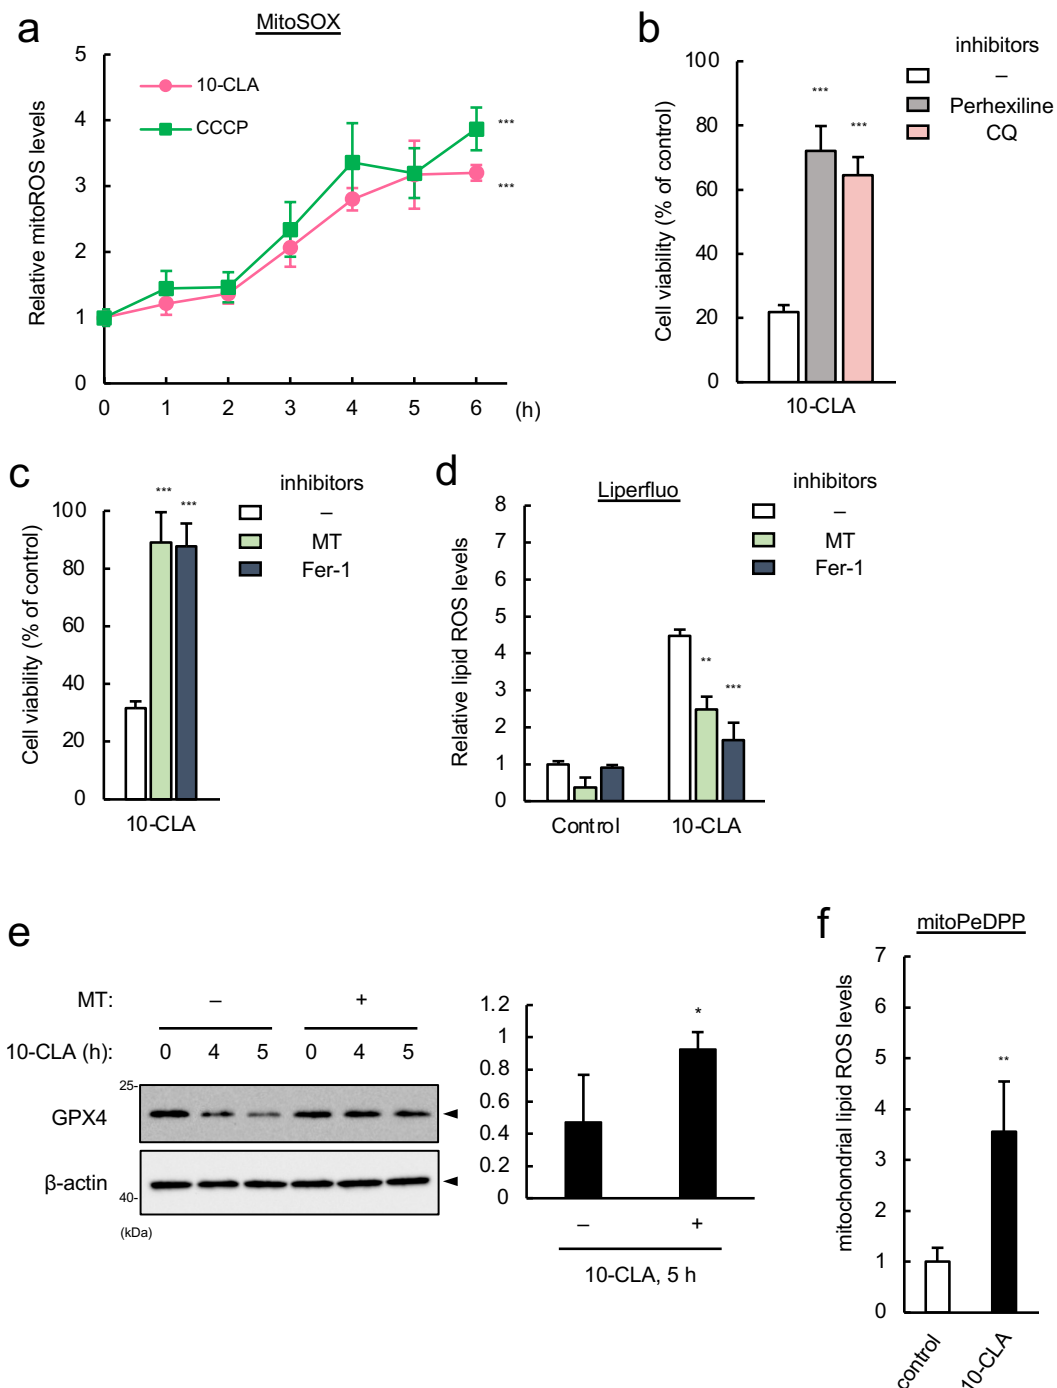 a
MitoSOX
Relative mitoROS levels
5
4
3
2
1
0
10-CLA
CCCP
***
***
0 1 2 3 4 5 6 (h)
b
inhibitors
–
Perhexiline
CQ
Cell viability (% of control)
100
80
60
40
20
0
***
***
10-CLA
c
inhibitors
–
MT
Fer-1
Cell viability (% of control)
100
80
60
40
20
0
***
***
10-CLA
d
Liperfluo
inhibitors
–
MT
Fer-1
Relative lipid ROS levels
8
7
6
5
4
3
2
1
0
**
***
Control 10-CLA
e
MT: – +
10-CLA (h): 0 4 5 0 4 5
25-
GPX4
β-actin
40-
(kDa)
1.2
1
0.8
0.6
0.4
0.2
0
*
– +
10-CLA, 5 h
f
mitoPeDPP
mitochondrial lipid ROS levels
7
6
5
4
3
2
1
0
**
control
10-CLA